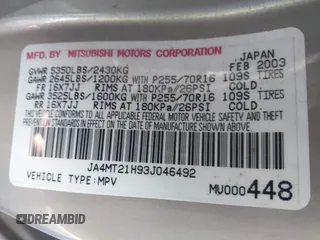 MFD BY MITSUBISHI MOTORS CORPORATION
JAPAN
FEB 2003
GVWR 5350LBS/2430KG
GAWR 2645LBS/1200KG WITH P255/70R16 109S TIRES
FR 16X7JJ RIMS AT 180KPa/26PSI COLD
GAWR 3525LBS/1600KG WITH P255/70R16 109S TIRES
RR 16X7JJ RIMS AT 180KPa/26PSI COLD
THIS VEHICLE CONFORMS TO ALL APPLICABLE
FEDERAL MOTOR VEHICLE SAFETY AND THEFT
PREVENTION STANDARDS IN EFFECT ON THE DATE OF
MANUFACTURE SHOWN ABOVE.
JA4MT21H93J046492
VEHICLE TYPE:MPV
MU000448
DREAMBID